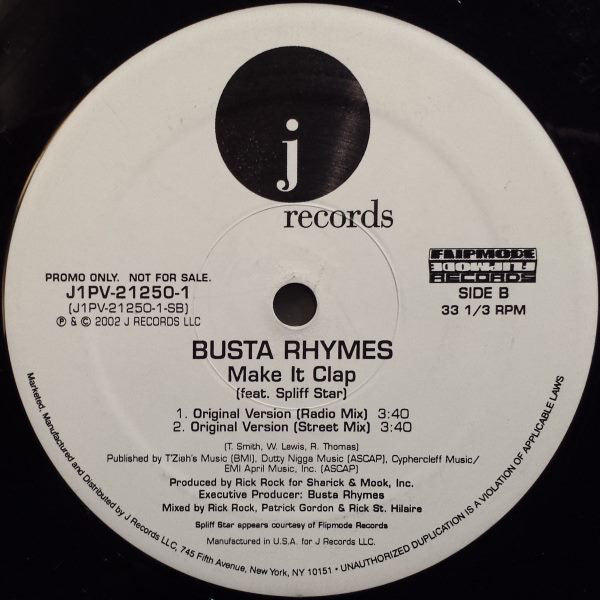 j
records
PROMO ONLY. NOT FOR SALE.
J1PV-21250-1
(J1PV-21250-1-SB)
℗ & © 2002 J RECORDS LLC
FLIPMODE
FLIPMODE
RECORDS
SIDE B
33 1/3 RPM
BUSTA RHYMES
Make It Clap
(feat. Spliff Star)
1. Original Version (Radio Mix) 3:40
2. Original Version (Street Mix) 3:40
(T. Smith, W. Lewis, R. Thomas)
Published by T'Ziah's Music (BMI), Dutty Nigga Music (ASCAP), Cyphercleff Music/
EMI April Music, Inc. (ASCAP)
Produced by Rick Rock for Sharick & Mook, Inc.
Executive Producer: Busta Rhymes
Mixed by Rick Rock, Patrick Gordon & Rick St. Hilaire
Spliff Star appears courtesy of Flipmode Records
Manufactured in U.S.A. for J Records LLC.
Marketed, Manufactured and Distributed by J Records LLC, 745 Fifth Avenue, New York, NY 10151 • UNAUTHORIZED DUPLICATION IS A VIOLATION OF APPLICABLE LAWS